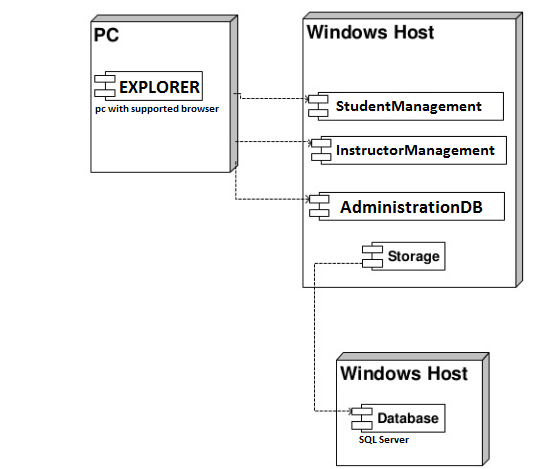 PC
EXPLORER
pc with supported browser
Windows Host
StudentManagement
InstructorManagement
AdministrationDB
Storage
Windows Host
Database
SQL Server